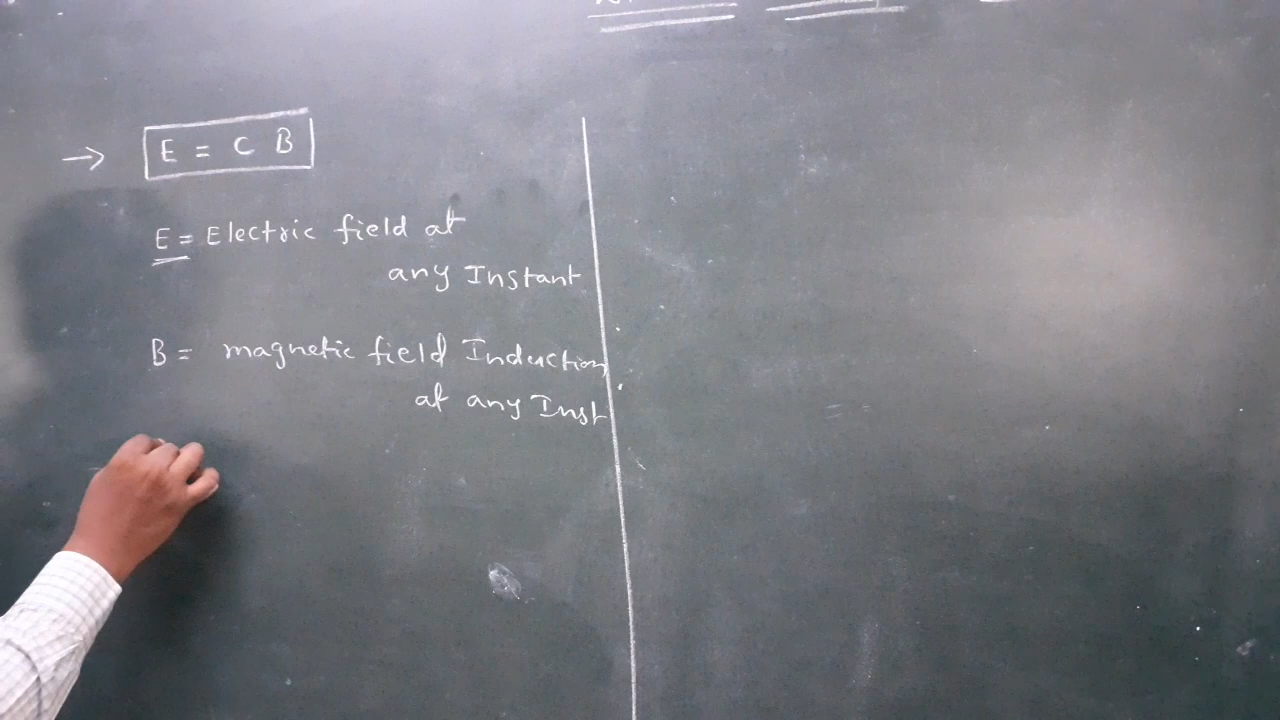 → E = C B
E = Electric field at
any Instant
B = magnetic field Induction
at any Inst